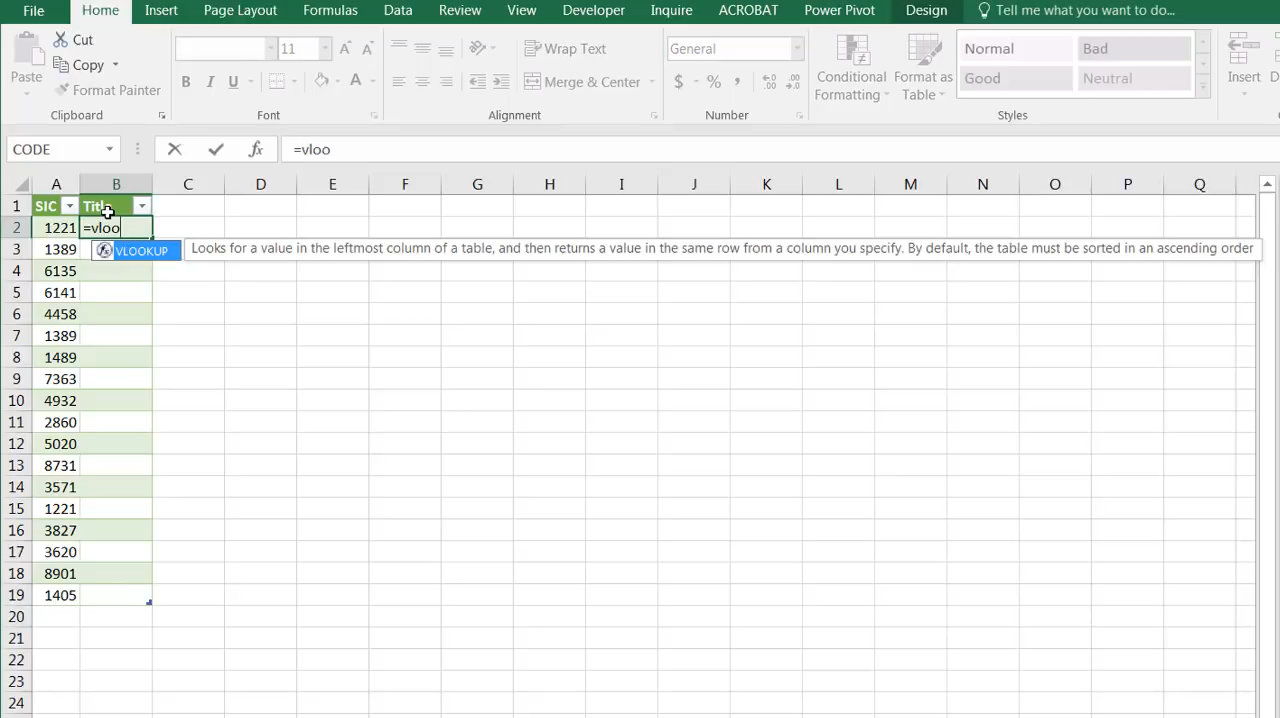 File Home Insert Page Layout Formulas Data Review View Developer Inquire ACROBAT Power Pivot Design Tell me what you want to do...
Paste
Cut
Copy
Format Painter
Clipboard
11
B I U
Font
Wrap Text
Merge & Center
Alignment
General
$ % ,
Number
Conditional
Formatting
Format as
Table
Normal Bad
Good Neutral
Styles
Insert
CODE =vloo
A B C D E F G H I J K L M N O P Q
1 SIC Title
2 1221 =vloo
3 1389 VLOOKUP Looks for a value in the leftmost column of a table, and then returns a value in the same row from a column you specify. By default, the table must be sorted in an ascending order
4 6135
5 6141
6 4458
7 1389
8 1489
9 7363
10 4932
11 2860
12 5020
13 8731
14 3571
15 1221
16 3827
17 3620
18 8901
19 1405
20
21
22
23
24